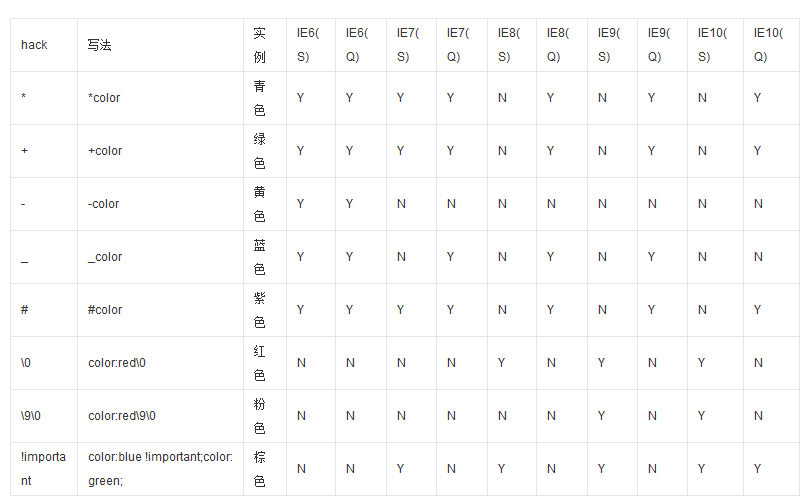 hack 写法 实例 IE6(S) IE6(Q) IE7(S) IE7(Q) IE8(S) IE8(Q) IE9(S) IE9(Q) IE10(S) IE10(Q)
* *color 青色 Y Y Y Y N Y N Y N Y
+ +color 绿色 Y Y Y Y N Y N Y N Y
- -color 黄色 Y Y N N N N N N N N
_ _color 蓝色 Y Y N Y N Y N Y N N
# #color 紫色 Y Y Y Y N Y N Y N Y
\0 color:red\0 红色 N N N N Y N Y N Y N
\9\0 color:red\9\0 粉色 N N N N N N Y N Y N
!important color:blue !important;color:green; 棕色 N N Y N Y N Y N Y Y